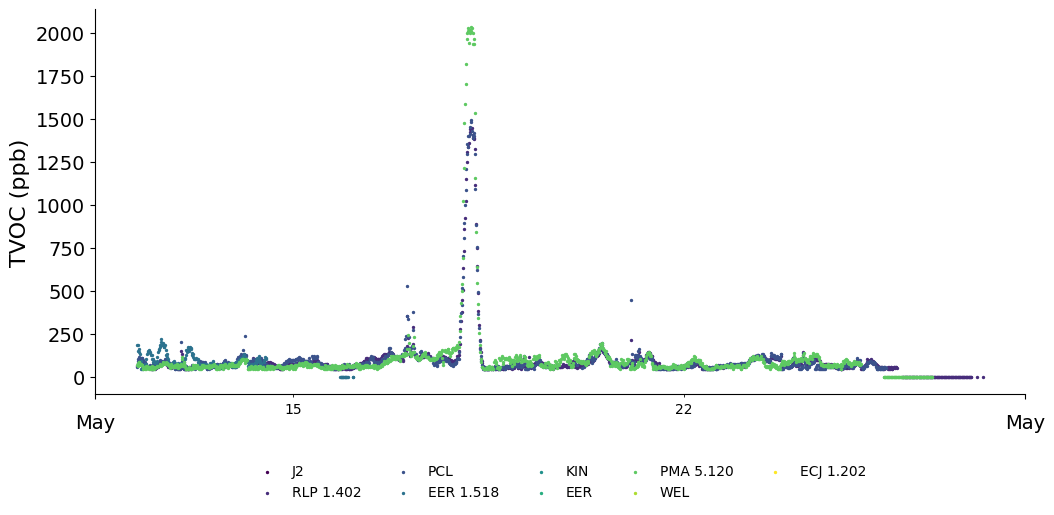 TVOC (ppb)
2000
1750
1500
1250
1000
750
500
250
0
15
22
May
May
J2
PCL
KIN
PMA 5.120
ECJ 1.202
RLP 1.402
EER 1.518
EER
WEL